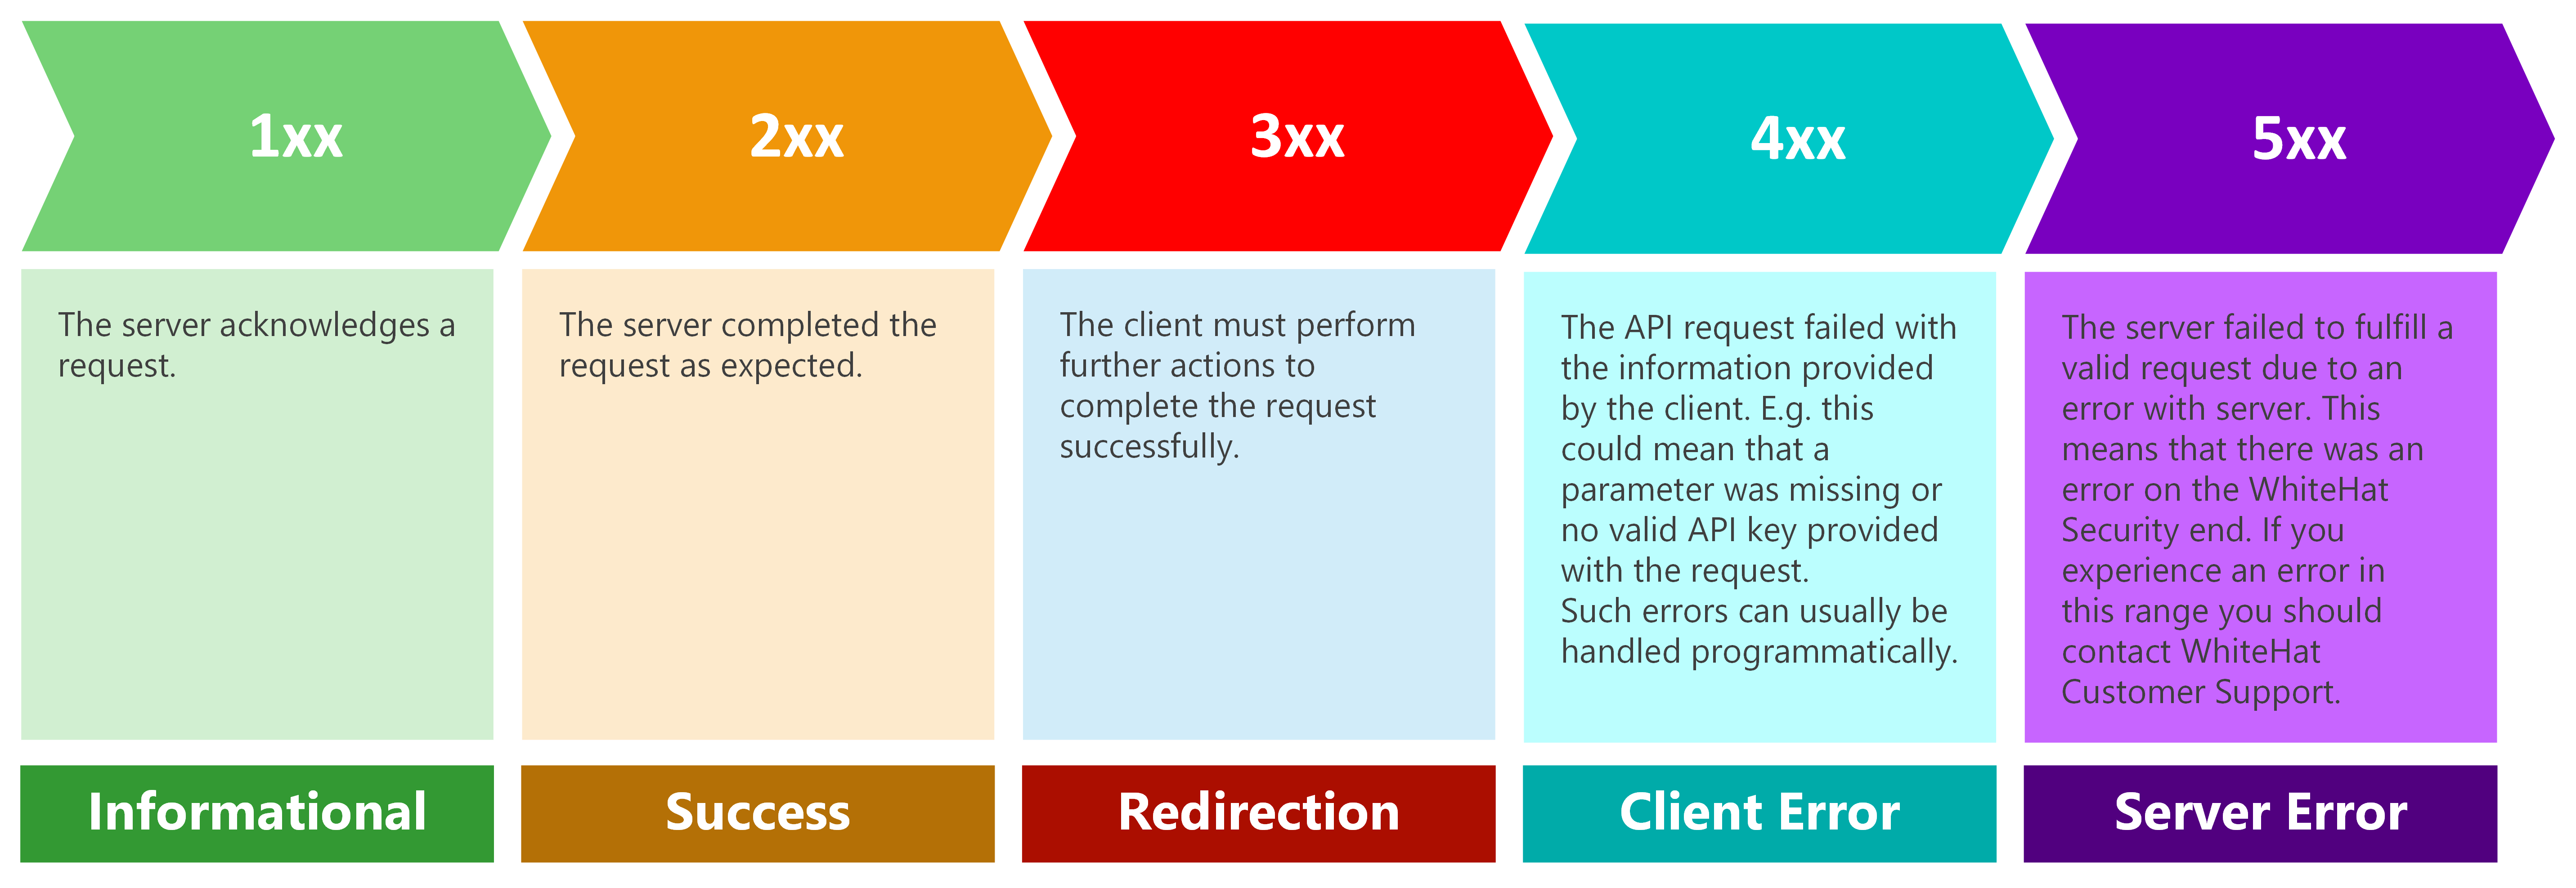 1xx
2xx
3xx
4xx
5xx
The server acknowledges a
request.
The server completed the
request as expected.
The client must perform
further actions to
complete the request
successfully.
The API request failed with
the information provided
by the client. E.g. this
could mean that a
parameter was missing or
no valid API key provided
with the request.
Such errors can usually be
handled programmatically.
The server failed to fulfill a
valid request due to an
error with server. This
means that there was an
error on the WhiteHat
Security end. If you
experience an error in
this range you should
contact WhiteHat
Customer Support.
Informational
Success
Redirection
Client Error
Server Error